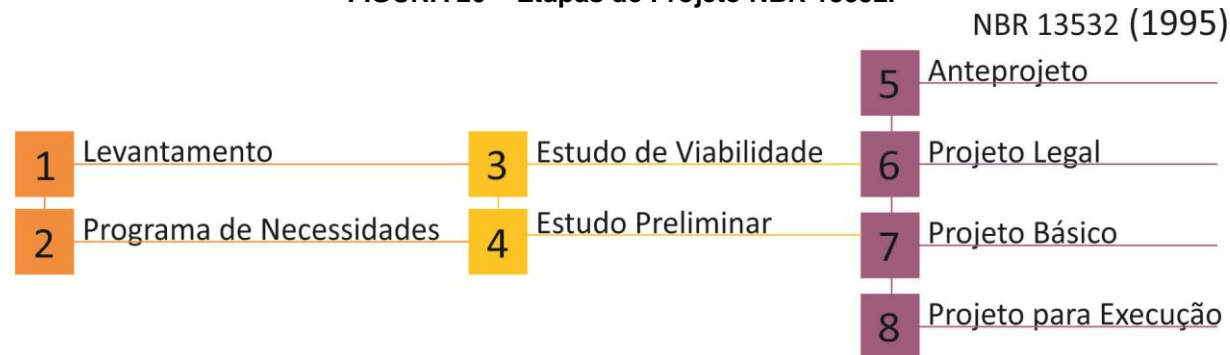 NBR 13532 (1995)
1 Levantamento
2 Programa de Necessidades
3 Estudo de Viabilidade
4 Estudo Preliminar
5 Anteprojeto
6 Projeto Legal
7 Projeto Básico
8 Projeto para Execução